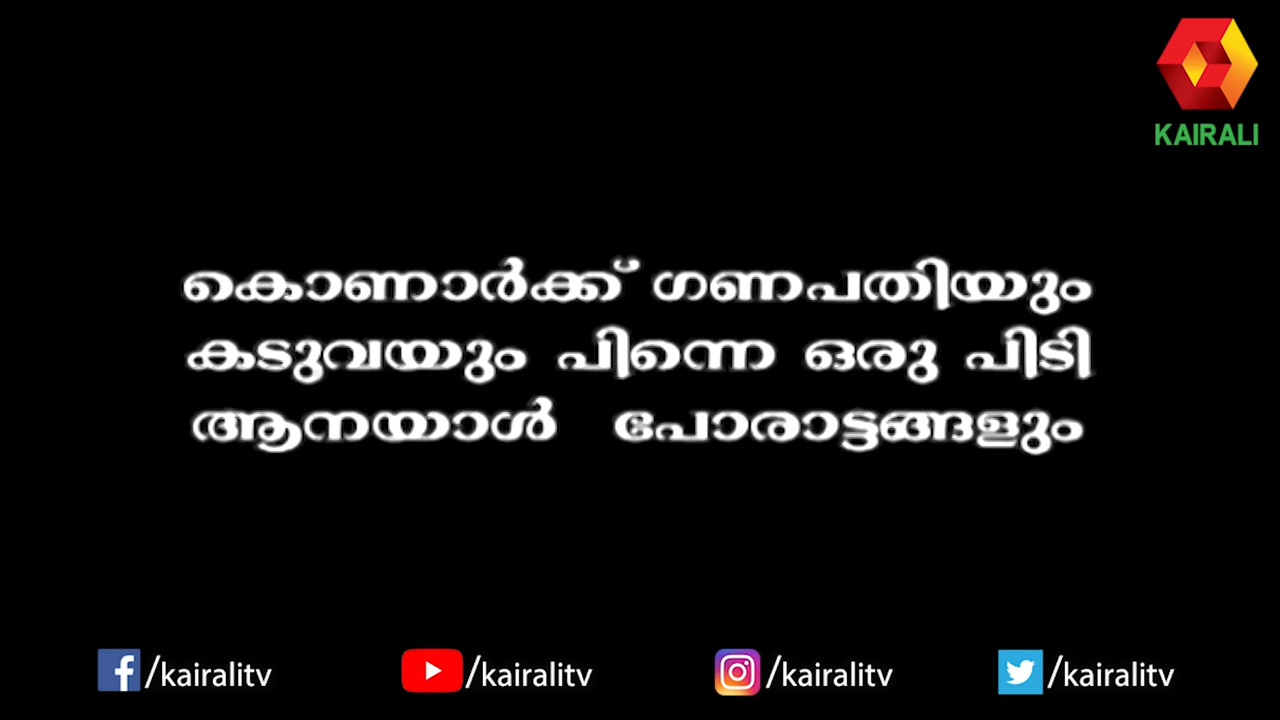 KAIRALI
കൊണാർക്ക് ഗണപതിയും
കടുവയും പിന്നെ ഒരു പിടി
ആനയാൾ പോരാട്ടങ്ങളും
/kairalitv /kairalitv /kairalitv /kairalitv